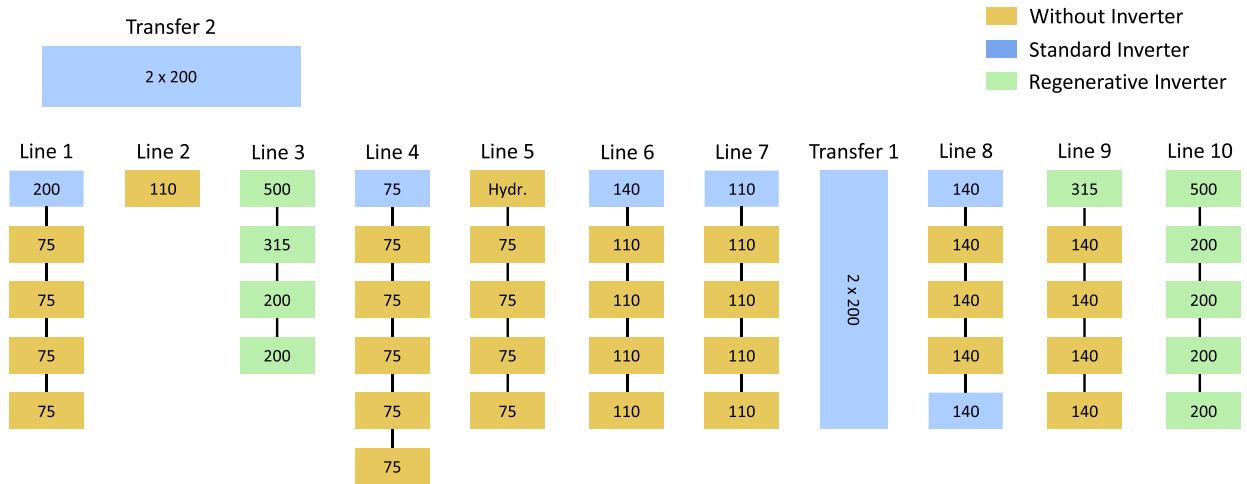 Transfer 2
2 x 200
Without Inverter
Standard Inverter
Regenerative Inverter
Line 1 Line 2 Line 3 Line 4 Line 5 Line 6 Line 7 Transfer 1 Line 8 Line 9 Line 10
200 110 500 75 Hydr. 140 110 140 315 500
75 315 75 75 110 110 140 140 200
75 200 75 75 110 110 2 x 200 140 140 200
75 200 75 75 110 110 140 140 200
75 75 75 110 110 140 140 200
75